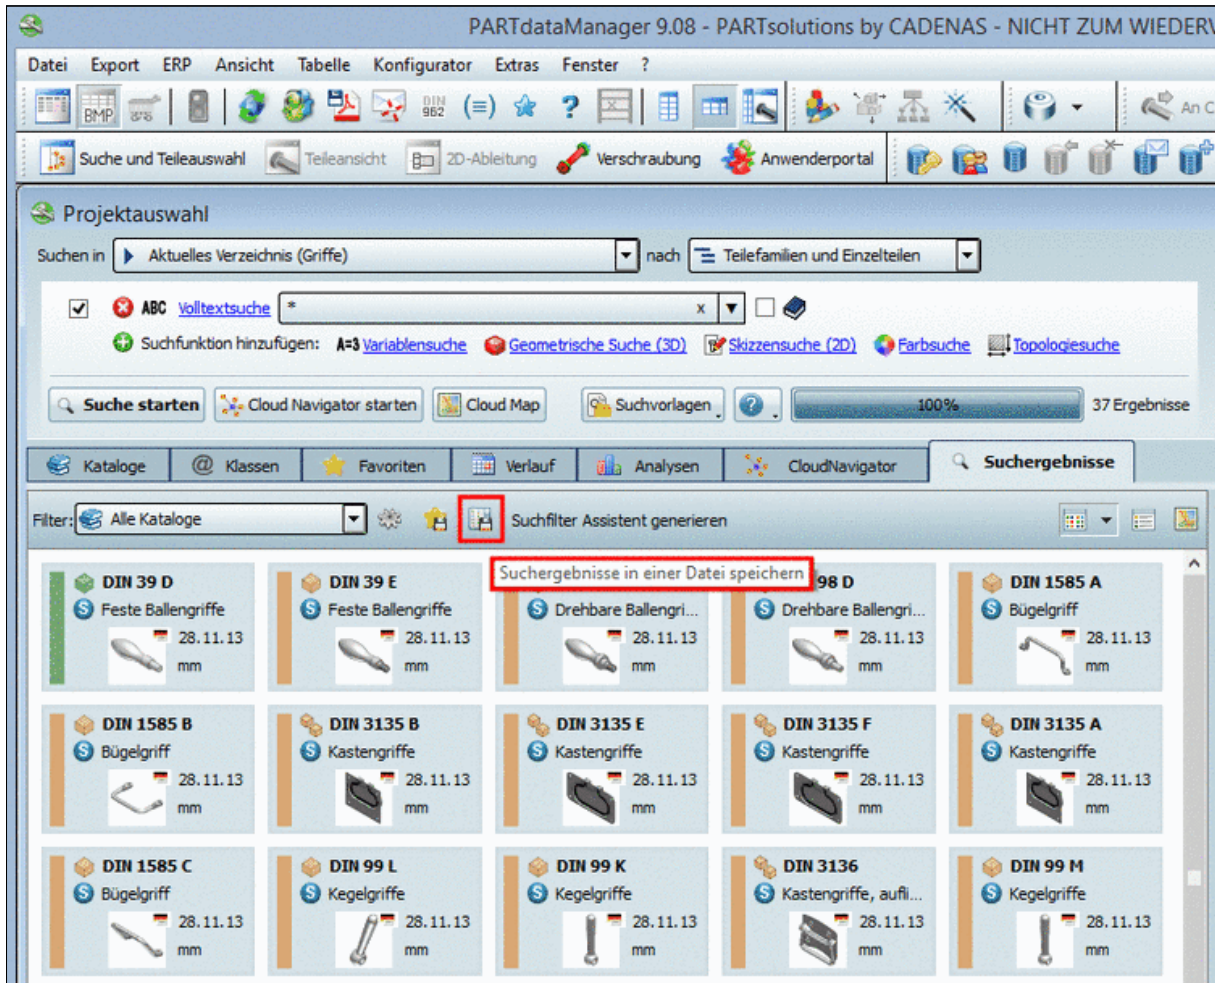 PARTdataManager 9.08 - PARTsolutions by CADENAS - NICHT ZUM WIEDERV
Datei Export ERP Ansicht Tabelle Konfigurator Extras Fenster ?
BMP DIN 962 (=) ? An C
Suche und Teileauswahl Teileansicht 2D-Ableitung Verschraubung Anwenderportal
Projektauswahl
Suchen in Aktuelles Verzeichnis (Griffe) nach Teilefamilien und Einzelteilen
ABC Volltextsuche * x
Suchfunktion hinzufügen: A=3 Variablensuche Geometrische Suche (3D) Skizzensuche (2D) Farbsuche Topologiesuche
Suche starten Cloud Navigator starten Cloud Map Suchvorlagen ? 100% 37 Ergebnisse
Kataloge @ Klassen Favoriten Verlauf Analysen CloudNavigator Suchergebnisse
Filter: Alle Kataloge Suchfilter Assistent generieren
Suchergebnisse in einer Datei speichern
DIN 39 D DIN 39 E 98 D DIN 1585 A
S Feste Ballengriffe S Feste Ballengriffe S Drehbare Ballengri... S Drehbare Ballengri... S Bügelgriff
28.11.13 28.11.13 28.11.13 28.11.13 28.11.13
mm mm mm mm mm
DIN 1585 B DIN 3135 B DIN 3135 E DIN 3135 F DIN 3135 A
S Bügelgriff S Kastengriffe S Kastengriffe S Kastengriffe S Kastengriffe
28.11.13 28.11.13 28.11.13 28.11.13 28.11.13
mm mm mm mm mm
DIN 1585 C DIN 99 L DIN 99 K DIN 3136 DIN 99 M
S Bügelgriff S Kegelgriffe S Kegelgriffe S Kastengriffe, aufli... S Kegelgriffe
28.11.13 28.11.13 28.11.13 28.11.13 28.11.13
mm mm mm mm mm